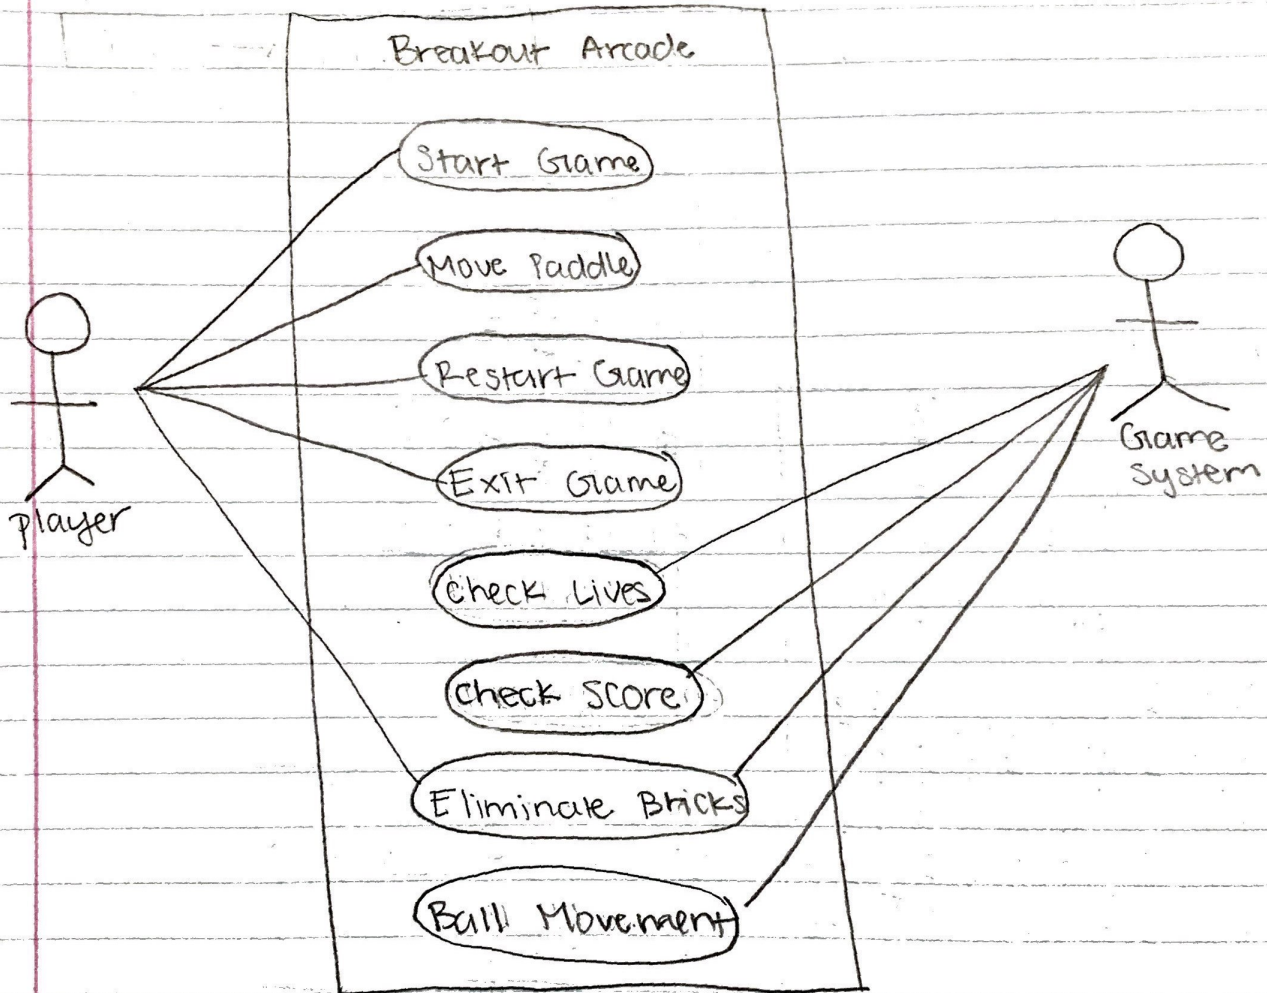 Breakout Arcade
Start Game
Move Paddle
Restart Game
Exit Game
player
Game
System
Check Lives
Check Score
Eliminate Bricks
Ball Movement